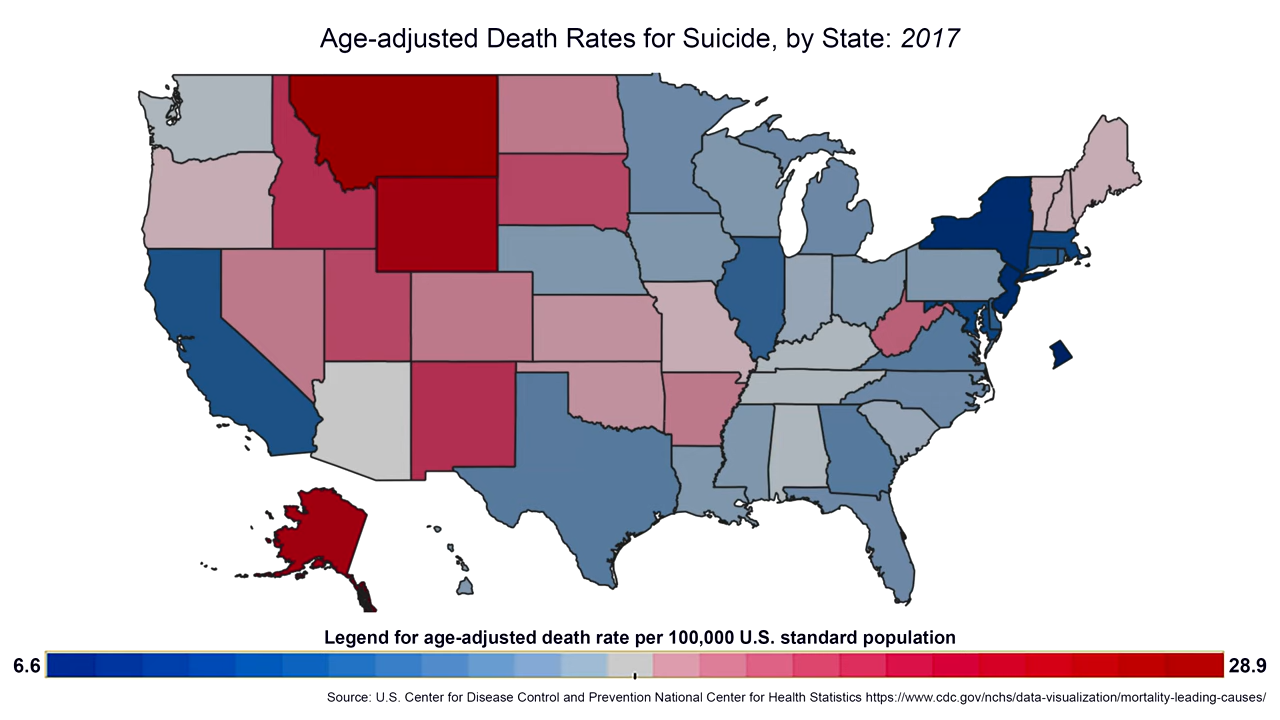 Age-adjusted Death Rates for Suicide, by State: 2017
Legend for age-adjusted death rate per 100,000 U.S. standard population
6.6
28.9
Source: U.S. Center for Disease Control and Prevention National Center for Health Statistics https://www.cdc.gov/nchs/data-visualization/mortality-leading-causes/